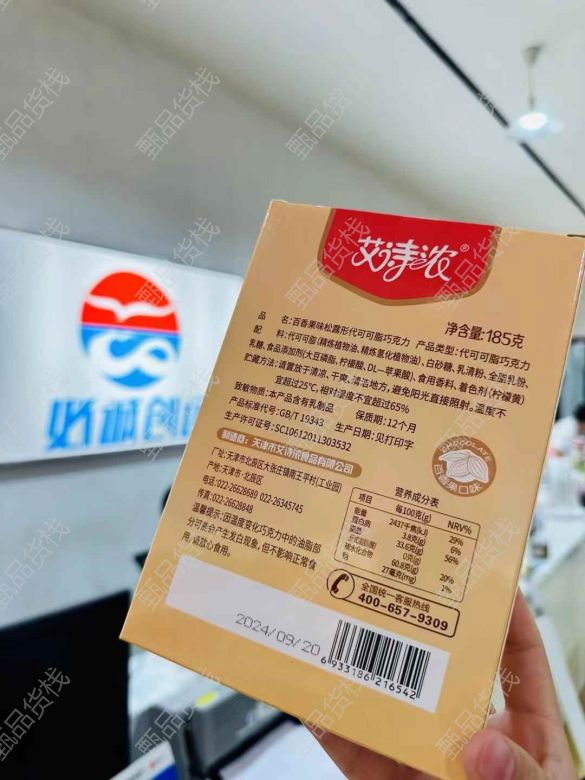 艾诗浓®
净含量:185克
品名:百香果味松露形代可可脂巧克力 产品类型:代可可脂巧克力
配料:代可可脂(精炼植物油、精炼氢化植物油)、白砂糖、乳清粉、全脂乳粉、
乳糖、食品添加剂(大豆磷脂、柠檬酸、DL-苹果酸)、食用香料、着色剂(柠檬黄)
贮藏方法:请置放于清凉、干爽、清洁地方,避免阳光直接照射。温度不
宜超过25℃,相对湿度不宜超过65%
致敏物质:本产品含有乳制品 保质期:12个月
产品标准代号:GB/T 19343 生产日期:见打印字
生产许可证号:SC10612011303532
制造商:天津市艾诗浓食品有限公司
厂址:天津市北辰区大张庄镇南王平村(工业园)
产地:天津市·北辰区
电话:022-26628689 022-26345745
传真:022-26628848
温馨提示:因温度变化巧克力中的油脂部
分可能会产生发白现象,但不影响正常食
用,请放心食用。
CHOCOLATE
百香果口味
营养成分表
项目 每100克(g) NRV%
能量 2437千焦(kJ) 29%
蛋白质 3.8克(g) 6%
脂肪 33.6克(g) 56%
反式脂肪酸 0克(g)
碳水化合物 60.8克(g) 20%
钠 27毫克(mg) 1%
全国统一客服热线
400-657-9309
2024/09/20
6 933186 216542
甄品货栈